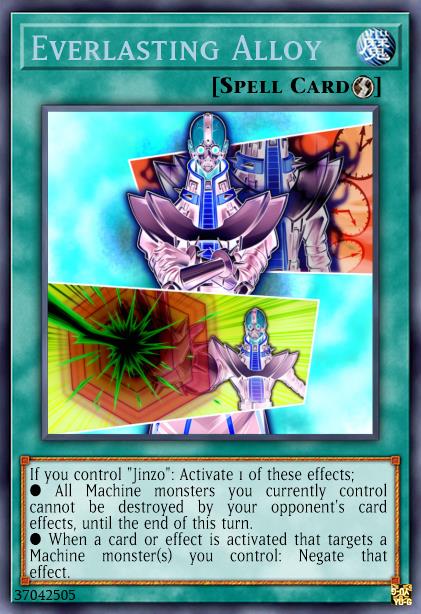 Everlasting Alloy
魔
[Spell Card]
If you control "Jinzo": Activate 1 of these effects;
● All Machine monsters you currently control
cannot be destroyed by your opponent's card
effects, until the end of this turn.
● When a card or effect is activated that targets a
Machine monster(s) you control: Negate that
effect.
37042505